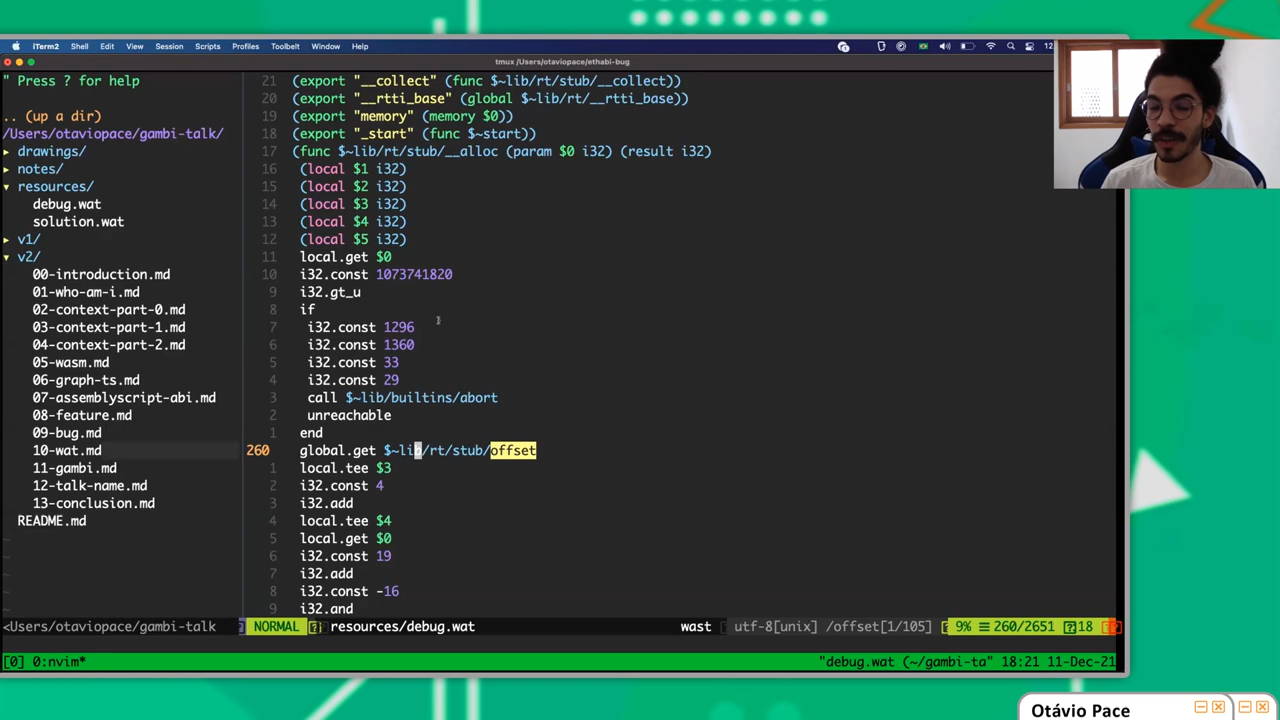 iTerm2 Shell Edit View Session Scripts Profiles Toolbelt Window Help 12
tmux /Users/otaviopace/ethabi-bug
" Press ? for help
.. (up a dir)
/Users/otaviopace/gambi-talk/
▸ drawings/
▸ notes/
▾ resources/
debug.wat
solution.wat
▸ v1/
▾ v2/
00-introduction.md
01-who-am-i.md
02-context-part-0.md
03-context-part-1.md
04-context-part-2.md
05-wasm.md
06-graph-ts.md
07-assemblyscript-abi.md
08-feature.md
09-bug.md
10-wat.md
11-gambi.md
12-talk-name.md
13-conclusion.md
README.md
~
~
~
~
~
21 (export "__collect" (func $~lib/rt/stub/__collect))
20 (export "__rtti_base" (global $~lib/rt/__rtti_base))
19 (export "memory" (memory $0))
18 (export "_start" (func $~start))
17 (func $~lib/rt/stub/__alloc (param $0 i32) (result i32)
16 (local $1 i32)
15 (local $2 i32)
14 (local $3 i32)
13 (local $4 i32)
12 (local $5 i32)
11 local.get $0
10 i32.const 1073741820
9 i32.gt_u
8 if
7 i32.const 1296
6 i32.const 1360
5 i32.const 33
4 i32.const 29
3 call $~lib/builtins/abort
2 unreachable
1 end
260 global.get $~lib/rt/stub/offset
1 local.tee $3
2 i32.const 4
3 i32.add
4 local.tee $4
5 local.get $0
6 i32.const 19
7 i32.add
8 i32.const -16
9 i32.and
</Users/otaviopace/gambi-talk NORMAL resources/debug.wat wast utf-8[unix] /offset[1/105] 9% ≡ 260/2651 18
[0] 0:nvim* "debug.wat (~/gambi-ta" 18:21 11-Dec-21
Otávio Pace